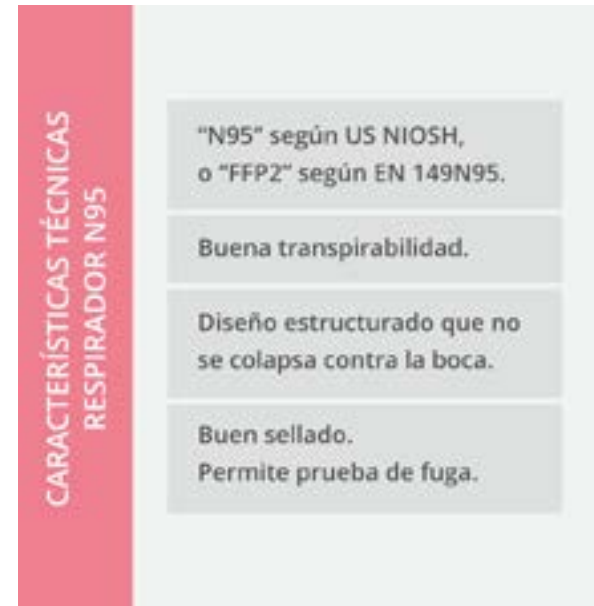 CARACTERÍSTICAS TÉCNICAS
RESPIRADOR N95
“N95” según US NIOSH,
o “FFP2” según EN 149N95.
Buena transpirabilidad.
Diseño estructurado que no
se colapsa contra la boca.
Buen sellado.
Permite prueba de fuga.